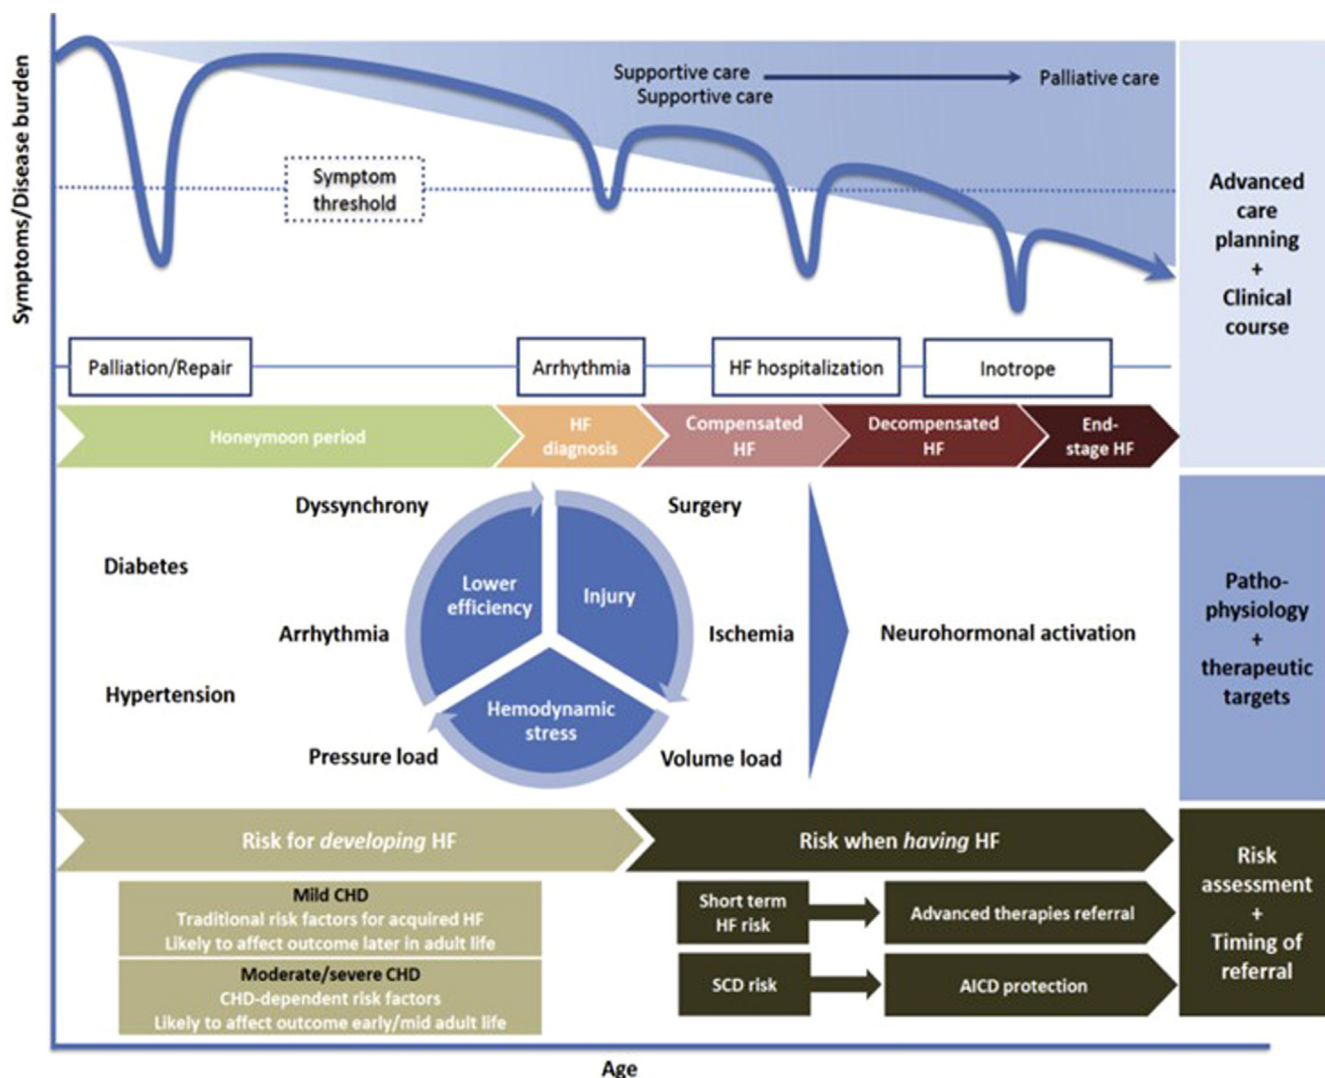 Symptoms/Disease burden
Supportive care
Supportive care
Palliative care
Symptom
threshold
Advanced
care
planning
+
Clinical
course
Palliation/Repair
Arrhythmia
HF hospitalization
Inotrope
Honeymoon period
HF
diagnosis
Compensated
HF
Decompensated
HF
End-
stage HF
Dyssynchrony
Surgery
Diabetes
Lower
efficiency
Injury
Arrhythmia
Ischemia
Neurohormonal activation
Hypertension
Hemodynamic
stress
Pressure load
Volume load
Patho-
physiology
+
therapeutic
targets
Risk for developing HF
Risk when having HF
Mild CHD
Traditional risk factors for acquired HF
Likely to affect outcome later in adult life
Moderate/severe CHD
CHD-dependent risk factors
Likely to affect outcome early/mid adult life
Short term
HF risk
Advanced therapies referral
SCD risk
AICD protection
Risk
assessment
+
Timing of
referral
Age